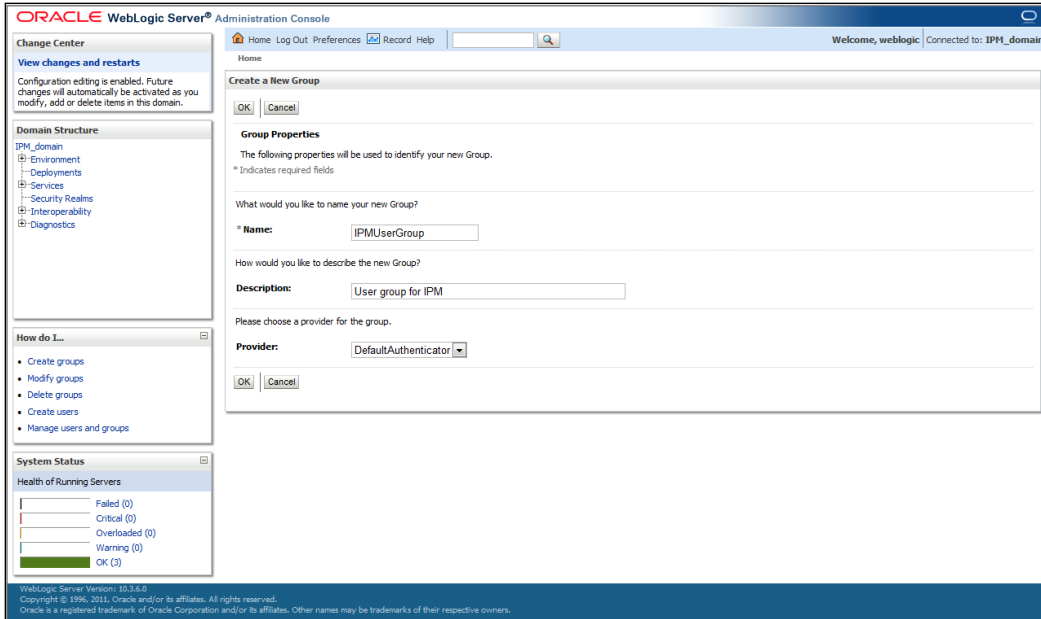 ORACLE WebLogic Server® Administration Console
Change Center
View changes and restarts
Configuration editing is enabled. Future
changes will automatically be activated as you
modify, add or delete items in this domain.
Domain Structure
IPM_domain
Environment
Deployments
Services
Security Realms
Interoperability
Diagnostics
How do I...
Create groups
Modify groups
Delete groups
Create users
Manage users and groups
System Status
Health of Running Servers
Failed (0)
Critical (0)
Overloaded (0)
Warning (0)
OK (3)
Home Log Out Preferences Record Help
Welcome, weblogic Connected to: IPM_domain
Home
Create a New Group
OK Cancel
Group Properties
The following properties will be used to identify your new Group.
* Indicates required fields
What would you like to name your new Group?
* Name: IPMUserGroup
How would you like to describe the new Group?
Description: User group for IPM
Please choose a provider for the group.
Provider: DefaultAuthenticator
OK Cancel
WebLogic Server Version: 10.3.6.0
Copyright © 1996, 2011, Oracle and/or its affiliates. All rights reserved.
Oracle is a registered trademark of Oracle Corporation and/or its affiliates. Other names may be trademarks of their respective owners.